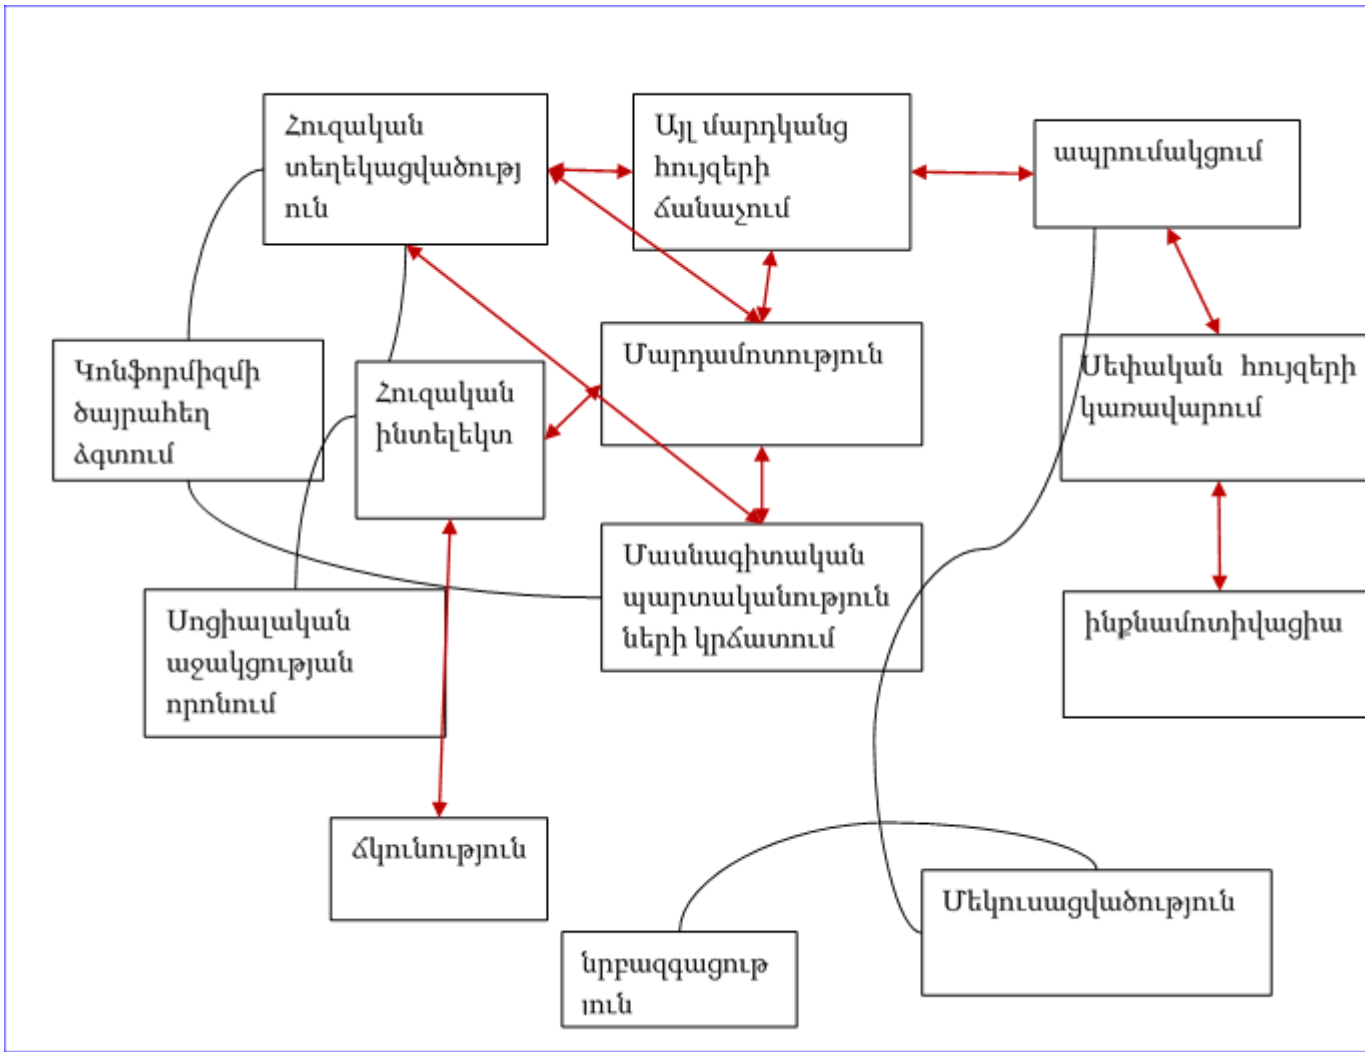 Հուզական
տեղեկացվածությ
ուն
Այլ մարդկանց
հույզերի
ճանաչում
ապրումակցում
Կոնֆորմիզմի
ծայրահեղ
ձգտում
Հուզական
ինտելեկտ
Մարդամոտություն
Սեփական հույզերի
կառավարում
Սոցիալական
աջակցության
որոնում
Մասնագիտական
պարտականություն
ների կրճատում
ինքնամոտիվացիա
ճկունություն
Մեկուսացվածություն
նրբազգացութ
յուն